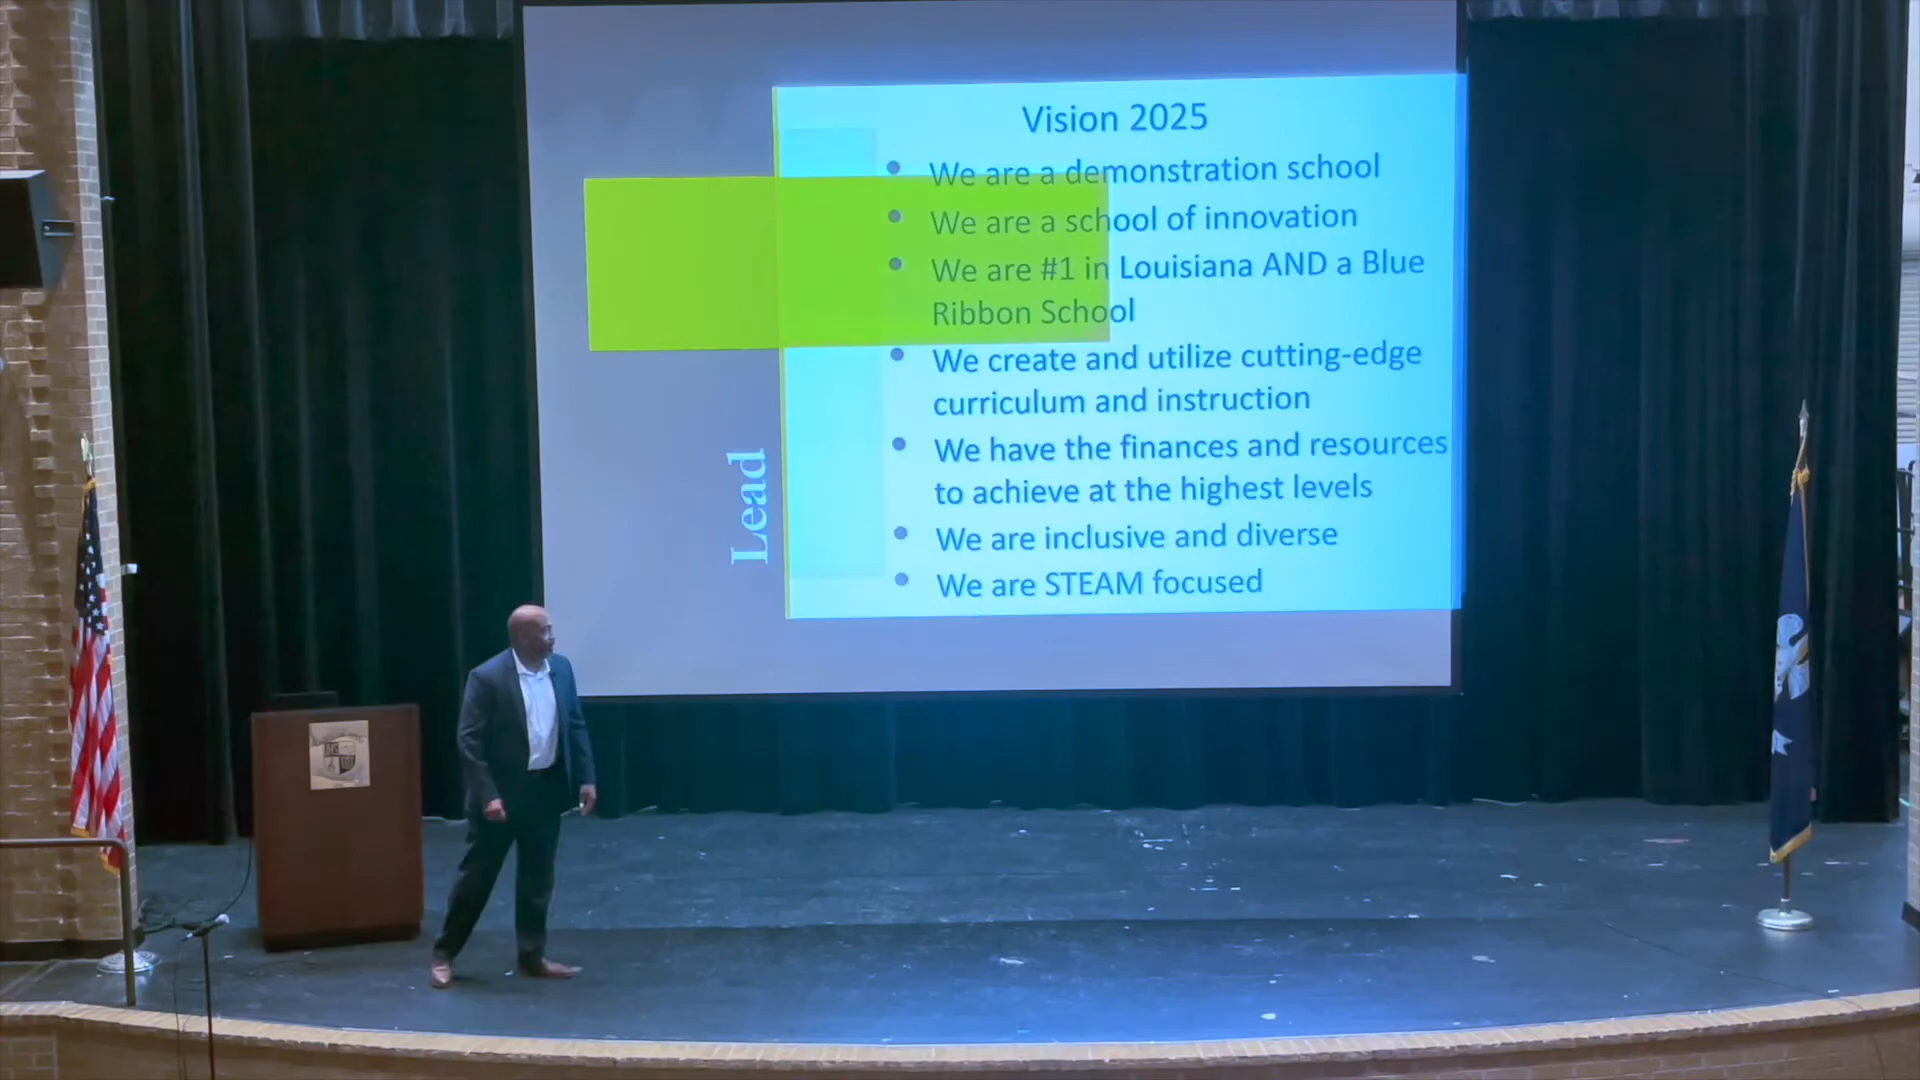 Vision 2025
• We are a demonstration school
• We are a school of innovation
• We are #1 in Louisiana AND a Blue
Ribbon School
• We create and utilize cutting-edge
curriculum and instruction
• We have the finances and resources
to achieve at the highest levels
• We are inclusive and diverse
• We are STEAM focused
Lead